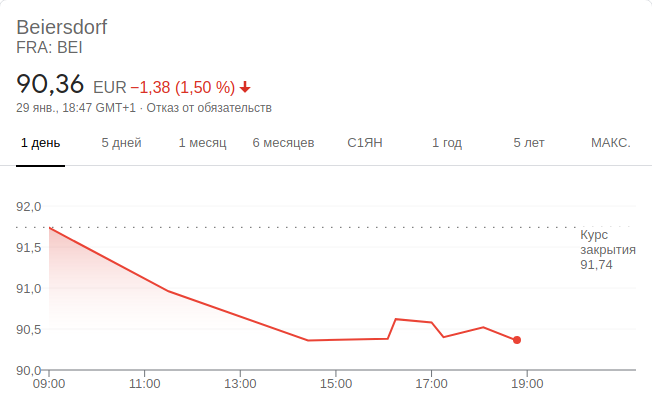 Beiersdorf
FRA: BEI
90,36 EUR −1,38 (1,50 %)
29 янв., 18:47 GMT+1 · Отказ от обязательств
1 день 5 дней 1 месяц 6 месяцев С1ЯН 1 год 5 лет МАКС.
92,0
Курс
закрытия
91,74
91,5
91,0
90,5
90,0
09:00 11:00 13:00 15:00 17:00 19:00